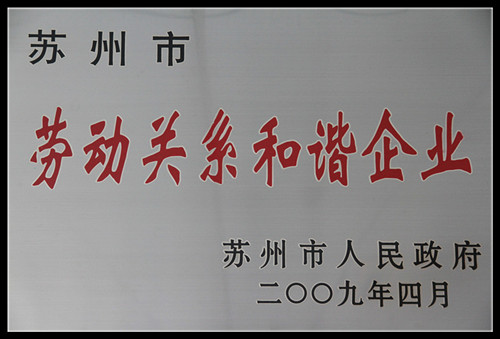 苏州市
劳动关系和谐企业
苏州市人民政府
二〇〇九年四月